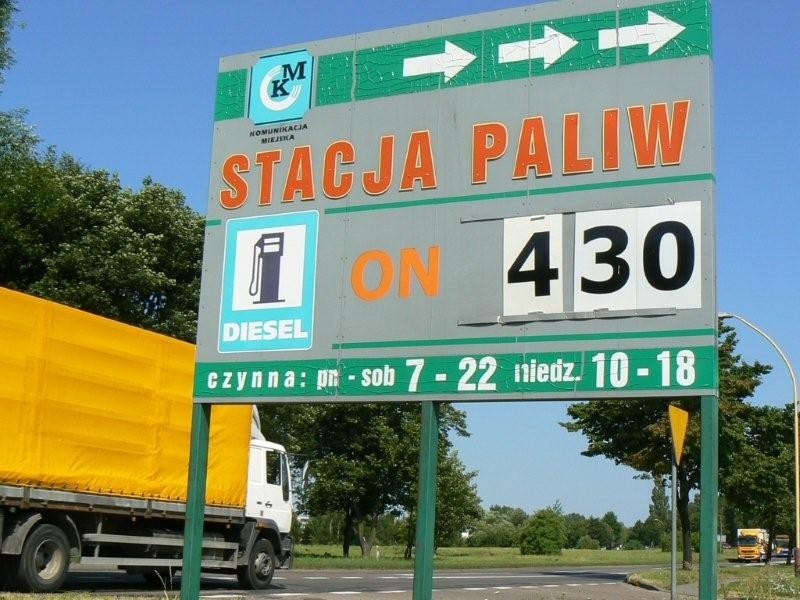 KM
KOMUNIKACJA
MIEJSKA
STACJA PALIW
DIESEL
ON 430
czynna: pn - sob 7 - 22 niedz. 10 - 18